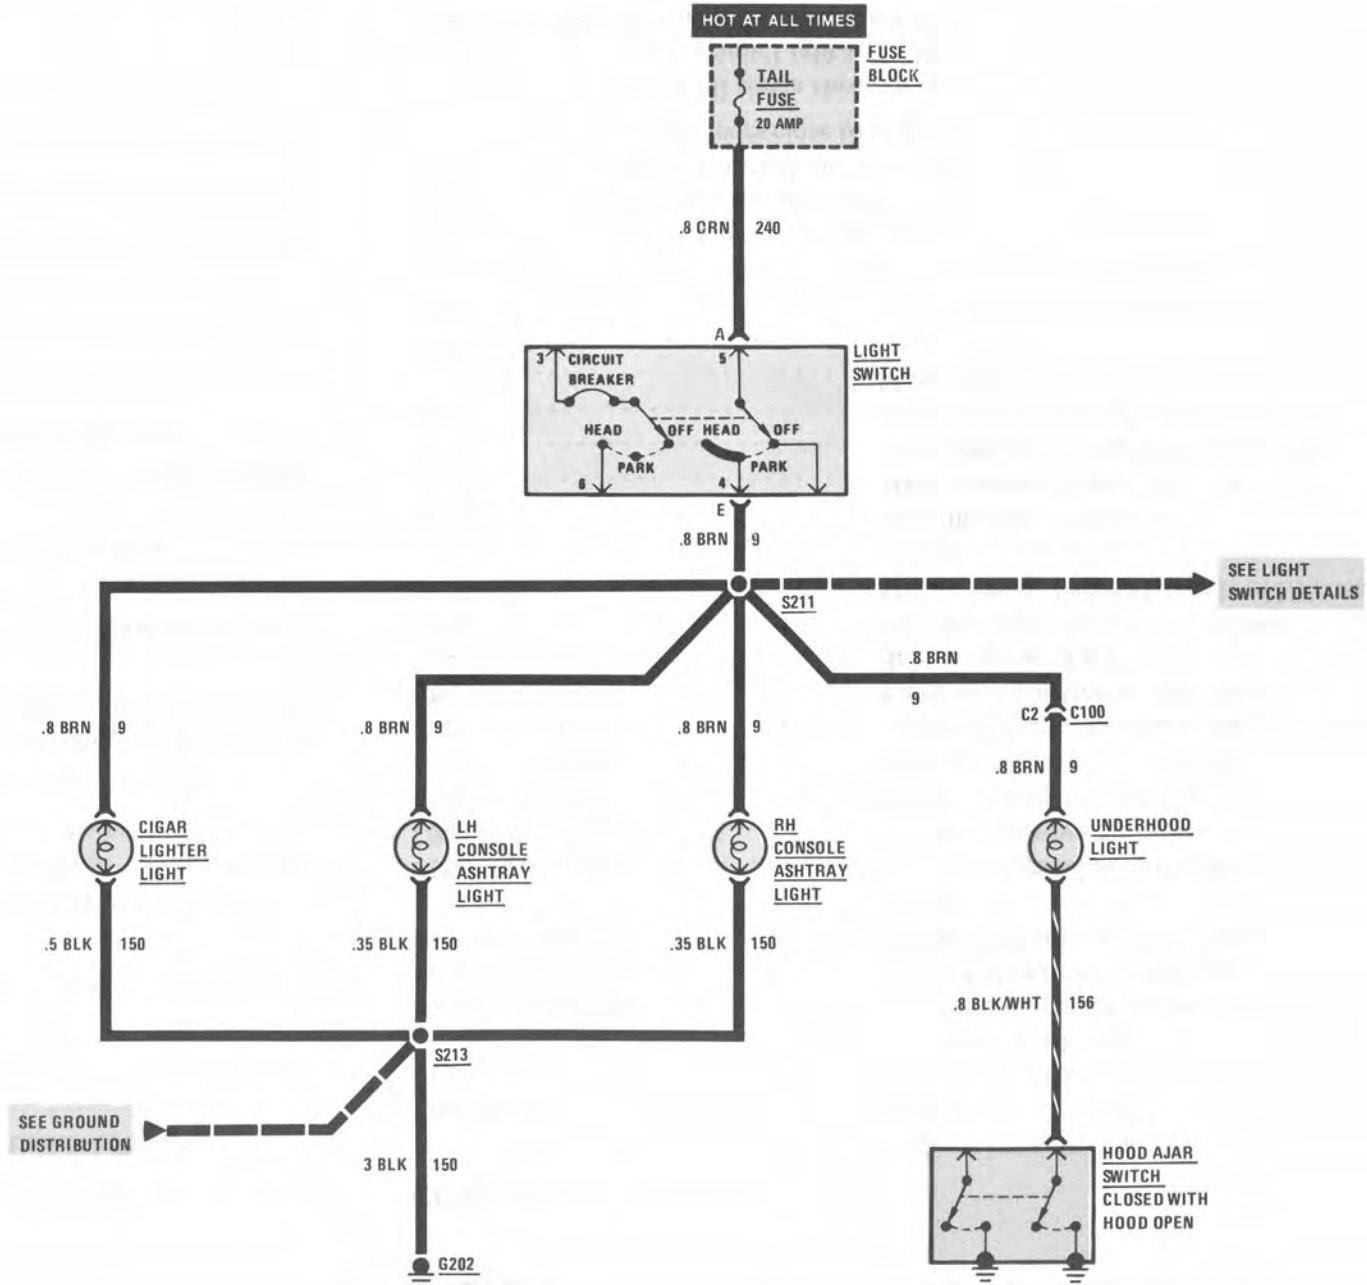 HOT AT ALL TIMES
FUSE
BLOCK
TAIL
FUSE
20 AMP
.8 CRN 240
A
LIGHT
SWITCH
3 CIRCUIT
BREAKER
5
HEAD OFF HEAD OFF
PARK PARK
6 4
E
.8 BRN 9
S211
SEE LIGHT
SWITCH DETAILS
.8 BRN
9
C2 C100
.8 BRN 9
.8 BRN 9
.8 BRN 9
.8 BRN 9
CIGAR
LIGHTER
LIGHT
LH
CONSOLE
ASHTRAY
LIGHT
RH
CONSOLE
ASHTRAY
LIGHT
UNDERHOOD
LIGHT
.5 BLK 150
.35 BLK 150
.35 BLK 150
.8 BLK/WHT 156
S213
SEE GROUND
DISTRIBUTION
3 BLK 150
G202
HOOD AJAR
SWITCH
CLOSED WITH
HOOD OPEN